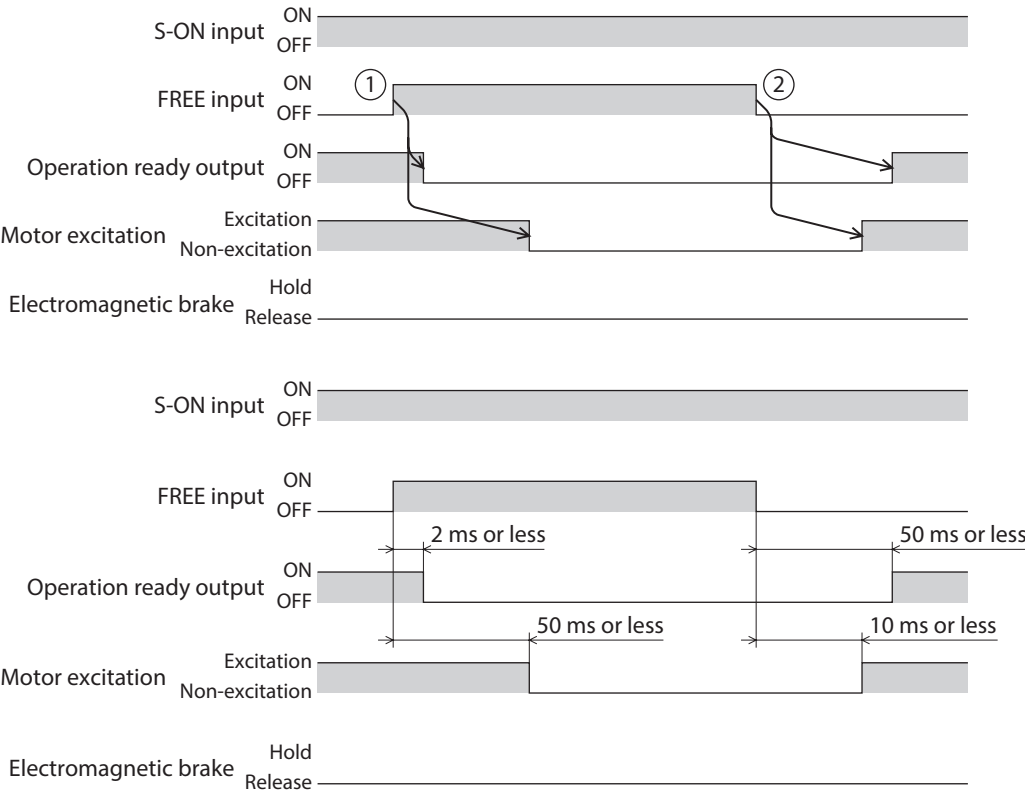 S-ON input ON
OFF
FREE input ON 1 2
OFF
Operation ready output ON
OFF
Motor excitation Excitation
Non-excitation
Electromagnetic brake Hold
Release
S-ON input ON
OFF
FREE input ON
OFF
2 ms or less 50 ms or less
Operation ready output ON
OFF
50 ms or less 10 ms or less
Motor excitation Excitation
Non-excitation
Electromagnetic brake Hold
Release